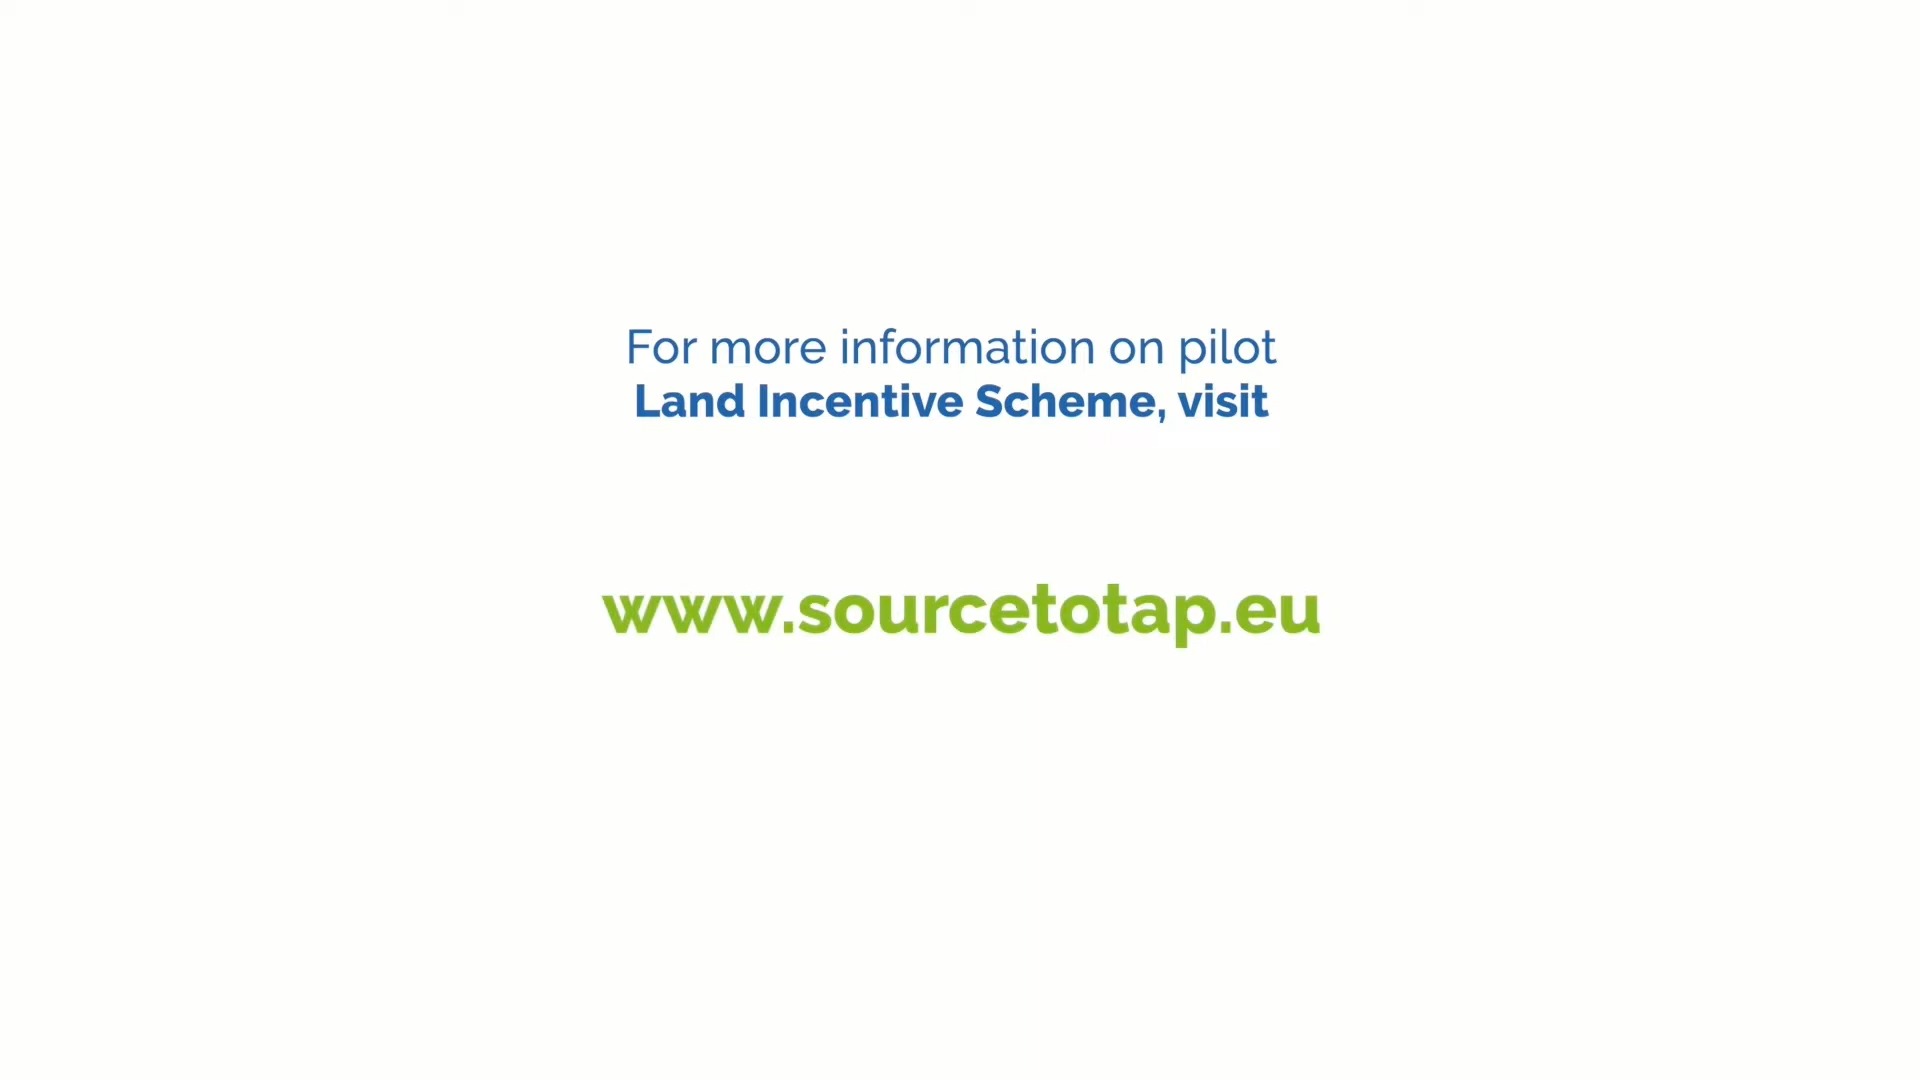 For more information on pilot
Land Incentive Scheme, visit
www.sourcetotap.eu